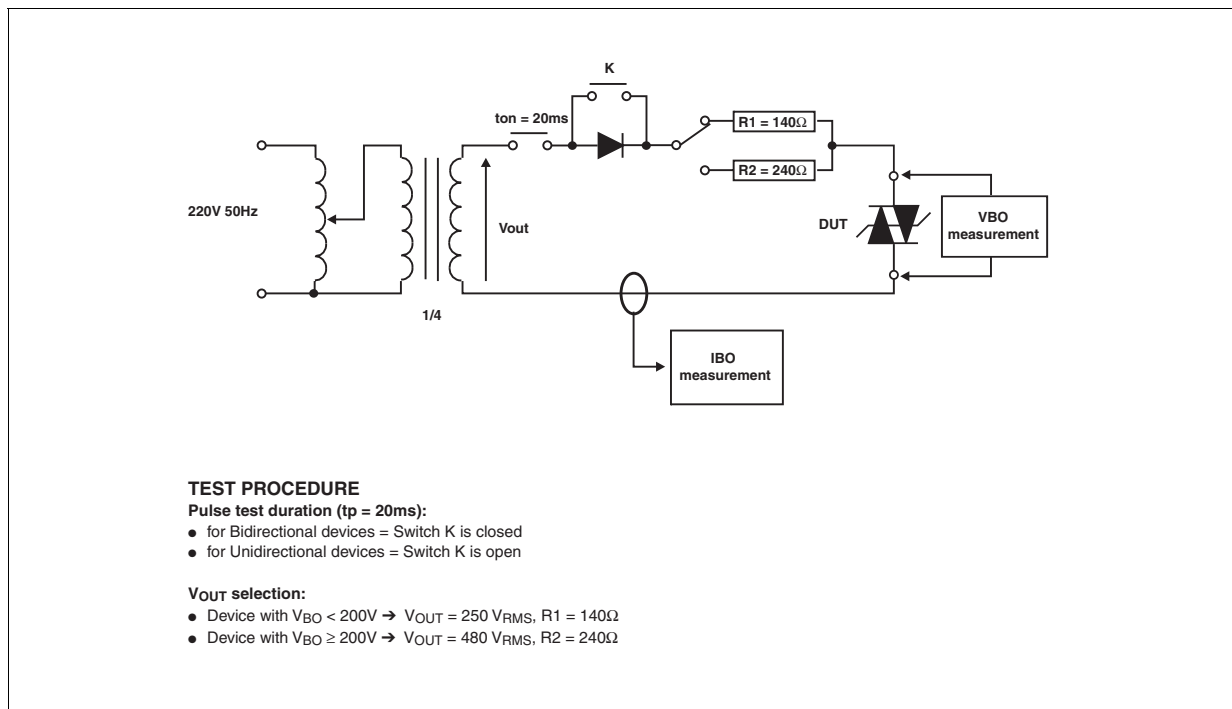 K
ton = 20ms
R1 = 140Ω
R2 = 240Ω
220V 50Hz
Vout
DUT
VBO
measurement
1/4
IBO
measurement
TEST PROCEDURE
Pulse test duration (tp = 20ms):
● for Bidirectional devices = Switch K is closed
● for Unidirectional devices = Switch K is open
VOUT selection:
● Device with VBO < 200V ➔ VOUT = 250 VRMS, R1 = 140Ω
● Device with VBO ≥ 200V ➔ VOUT = 480 VRMS, R2 = 240Ω